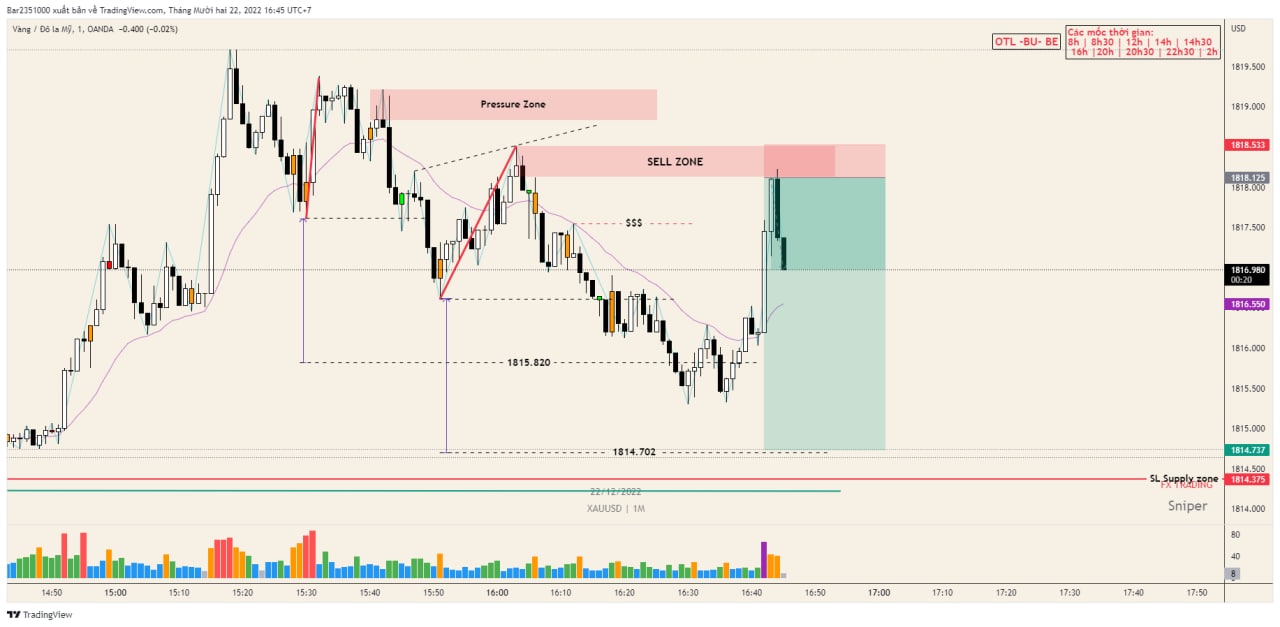 Bar2351000 xuất bản về TradingView.com, Tháng Mười hai 22, 2022 16:45 UTC+7
Vàng / Đô la Mỹ, 1, OANDA −0.400 (−0.02%)
OTL -BU- BE
Các mốc thời gian:
8h | 8h30 | 12h | 14h | 14h30
16h |20h | 20h30 | 22h30 | 2h
USD
1819.500
Pressure Zone
1819.000
1818.533
SELL ZONE
1818.125
1818.000
$$$
1817.500
1816.980
00:20
1816.550
1816.000
1815.820
1815.500
1815.000
1814.737
1814.702
1814.500
SL Supply zone
1814.375
FX TRADING
22/12/2022
Sniper
XAUUSD | 1M
1814.000
80
40
8
14:50 15:00 15:10 15:20 15:30 15:40 15:50 16:00 16:10 16:20 16:30 16:40 16:50 17:00 17:10 17:20 17:30 17:40 17:50
TradingView